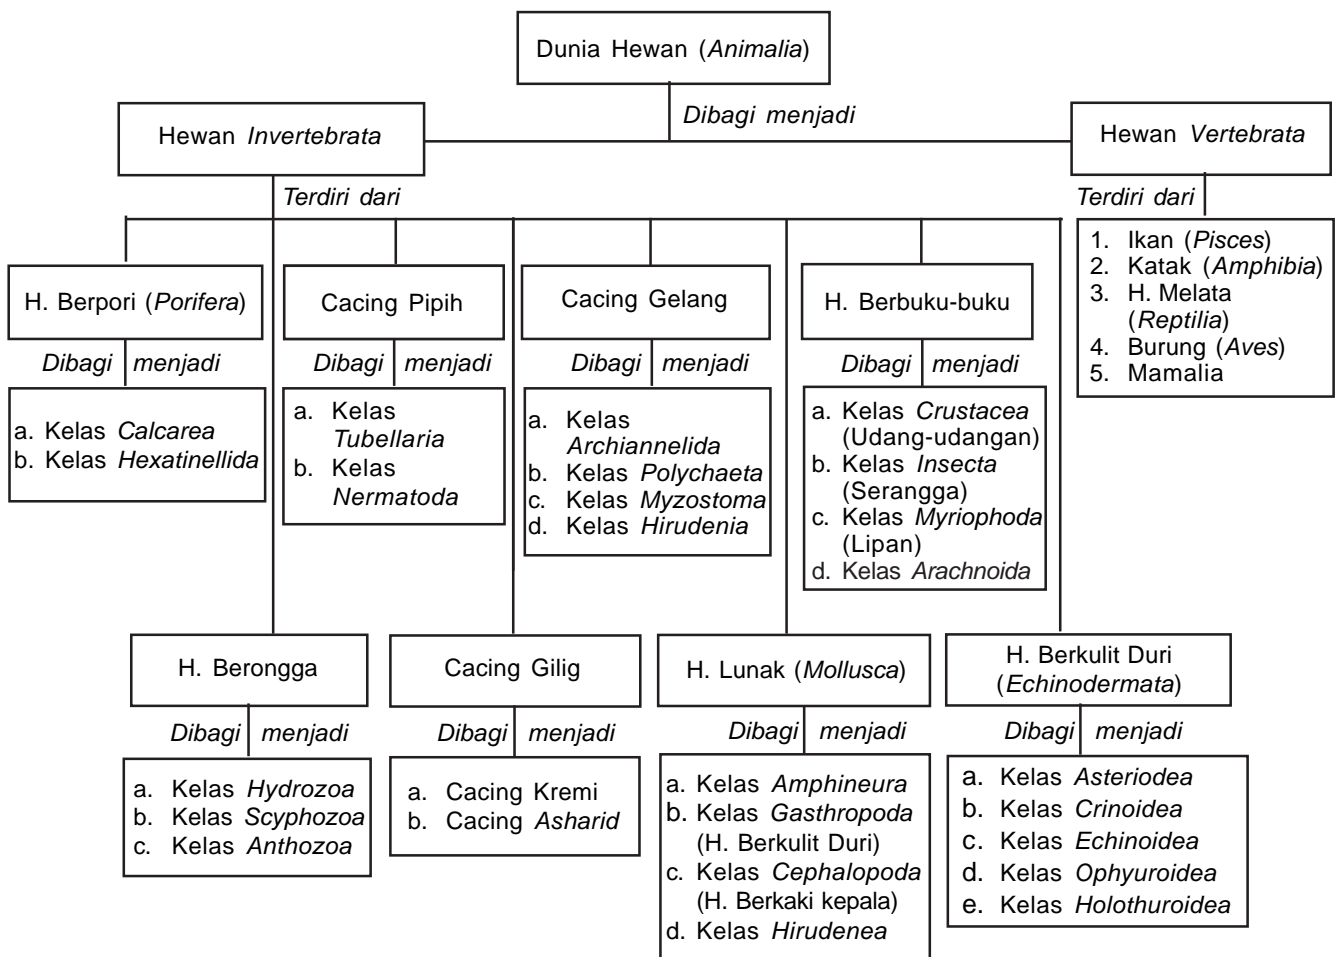 Dunia Hewan (Animalia)
Dibagi menjadi
Hewan Invertebrata
Hewan Vertebrata
Terdiri dari
Terdiri dari
1. Ikan (Pisces)
2. Katak (Amphibia)
3. H. Melata
(Reptilia)
4. Burung (Aves)
5. Mamalia
H. Berpori (Porifera)
Dibagi menjadi
a. Kelas Calcarea
b. Kelas Hexatinellida
Cacing Pipih
Dibagi menjadi
a. Kelas
Tubellaria
b. Kelas
Nermatoda
Cacing Gelang
Dibagi menjadi
a. Kelas
Archiannelida
b. Kelas Polychaeta
c. Kelas Myzostoma
d. Kelas Hirudenia
H. Berbuku-buku
Dibagi menjadi
a. Kelas Crustacea
(Udang-udangan)
b. Kelas Insecta
(Serangga)
c. Kelas Myriophoda
(Lipan)
d. Kelas Arachnoida
H. Berongga
Dibagi menjadi
a. Kelas Hydrozoa
b. Kelas Scyphozoa
c. Kelas Anthozoa
Cacing Gilig
Dibagi menjadi
a. Cacing Kremi
b. Cacing Asharid
H. Lunak (Mollusca)
Dibagi menjadi
a. Kelas Amphineura
b. Kelas Gasthropoda
(H. Berkulit Duri)
c. Kelas Cephalopoda
(H. Berkaki kepala)
d. Kelas Hirudenea
H. Berkulit Duri
(Echinodermata)
Dibagi menjadi
a. Kelas Asteriodea
b. Kelas Crinoidea
c. Kelas Echinoidea
d. Kelas Ophyuroidea
e. Kelas Holothuroidea